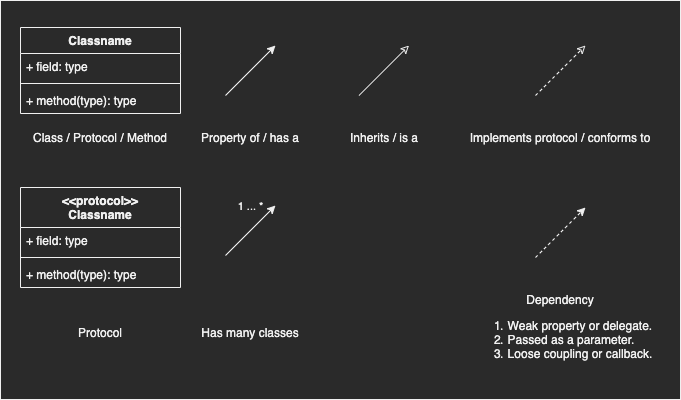 Classname
+ field: type
+ method(type): type
Class / Protocol / Method
Property of / has a
Inherits / is a
Implements protocol / conforms to
<<protocol>>
Classname
+ field: type
+ method(type): type
Protocol
1 ... *
Has many classes
Dependency
1. Weak property or delegate.
2. Passed as a parameter.
3. Loose coupling or callback.